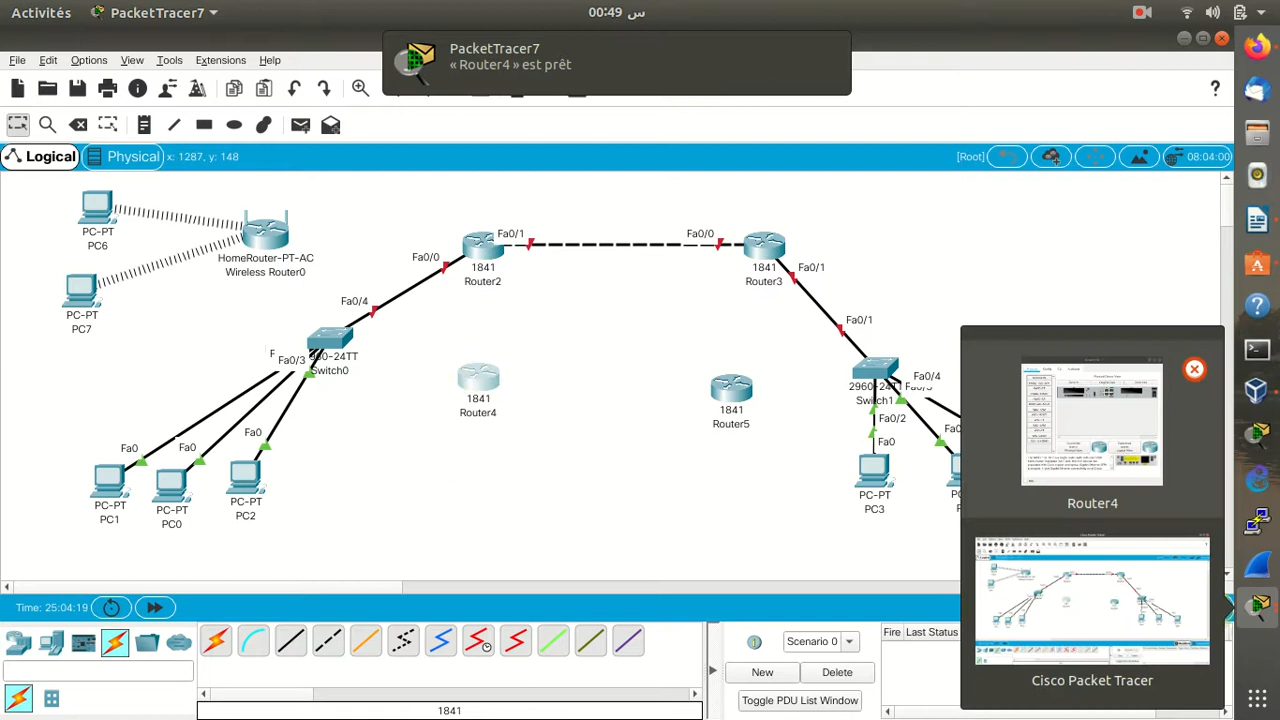 Activités
PacketTracer7
00:49 س
PacketTracer7
« Router4 » est prêt
File Edit Options View Tools Extensions Help
?
Logical Physical x: 1287, y: 148
[Root]
08:04:00
PC-PT
PC6
HomeRouter-PT-AC
Wireless Router0
PC-PT
PC7
Fa0/1
Fa0/0
1841
Router2
Fa0/0
1841
Router3
Fa0/1
Fa0/4
Fa0/1
F
Fa0/3
960-24TT
Switch0
2960-24TT
Switch1
Fa0/4
Fa0/2
1841
Router4
1841
Router5
Fa0
Fa0
Fa0
Fa0
PC-PT
PC1
PC-PT
PC0
PC-PT
PC2
PC-PT
PC3
Router4
Cisco Packet Tracer
Time: 25:04:19
Scenario 0
New
Delete
Toggle PDU List Window
Fire
Last Status
1841